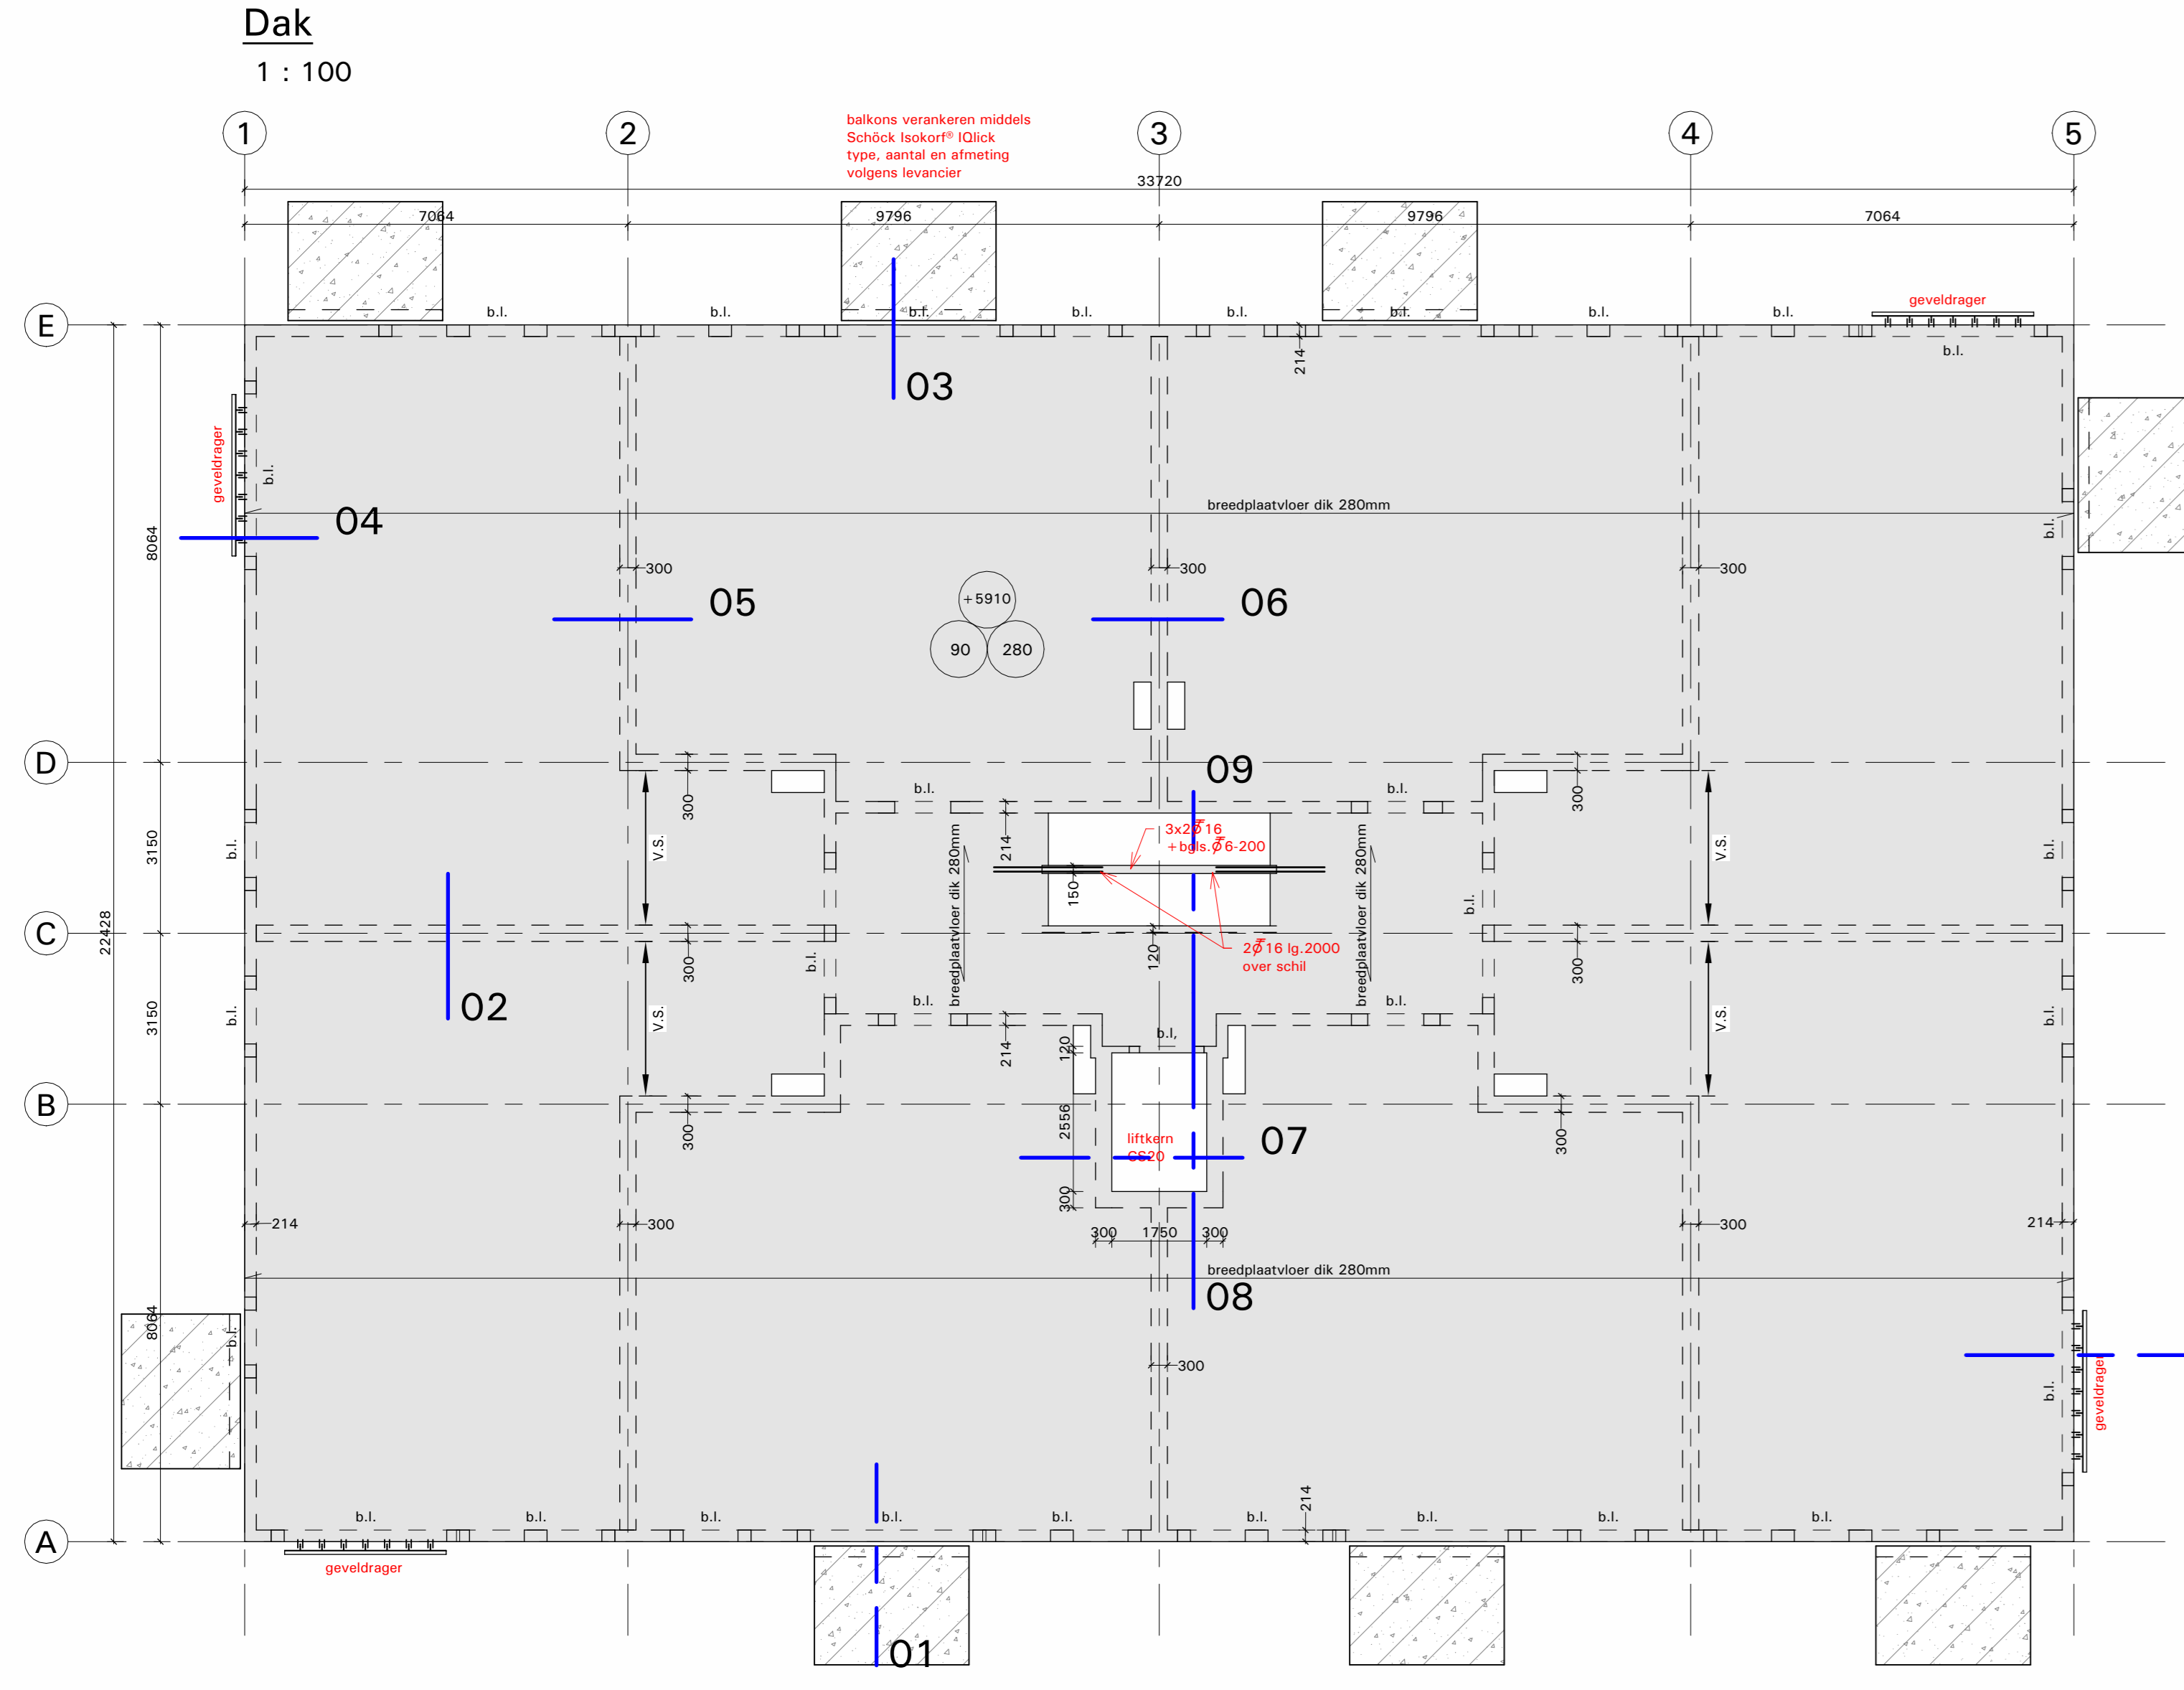 Dak
1 : 100
1
2
3
4
5
balkons verankeren middels
Schöck Isokorf® IQlick
type, aantal en afmeting
volgens levancier
33720
7064
9796
9796
7064
E
b.l.
b.l.
b.l.
b.l.
b.l.
b.l.
b.l.
b.l.
geveldrager
b.l.
214
03
geveldrager
b.l.
04
breedplaatvloer dik 280mm
b.l.
8064
300
300
300
05
06
+5910
90
280
D
09
300
300
b.l.
b.l.
3x2Ø16
+bgls.Ø6-200
214
V.S.
V.S.
3150
b.l.
b.l.
breedplaatvloer dik 280mm
breedplaatvloer dik 280mm
150
b.l.
C
22428
120
2Ø16 lg.2000
over schil
300
300
b.l.
02
b.l.
b.l.
b.l.
b.l.
3150
V.S.
V.S.
b.l,
214
120
B
300
300
2556
liftkern
GS20
07
300
300
1750
300
214
300
300
214
breedplaatvloer dik 280mm
08
8064
b.l.
300
b.l.
geveldrager
214
b.l.
b.l.
b.l.
b.l.
b.l.
b.l.
b.l.
b.l.
b.l.
A
geveldrager
01